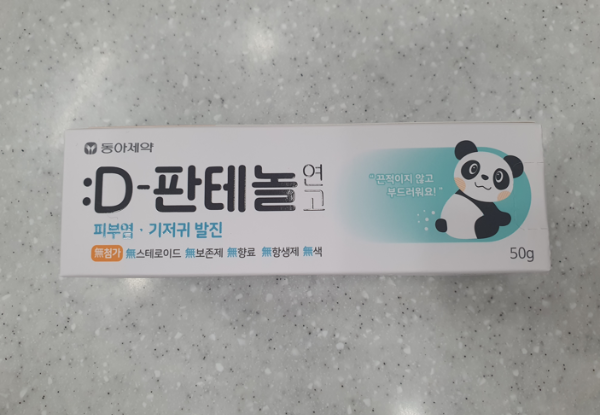 동아제약
:D-판테놀 연고
피부염 · 기저귀 발진
無첨가 無스테로이드 無보존제 無향료 無항생제 無색
"끈적이지 않고
부드러워요!"
50g